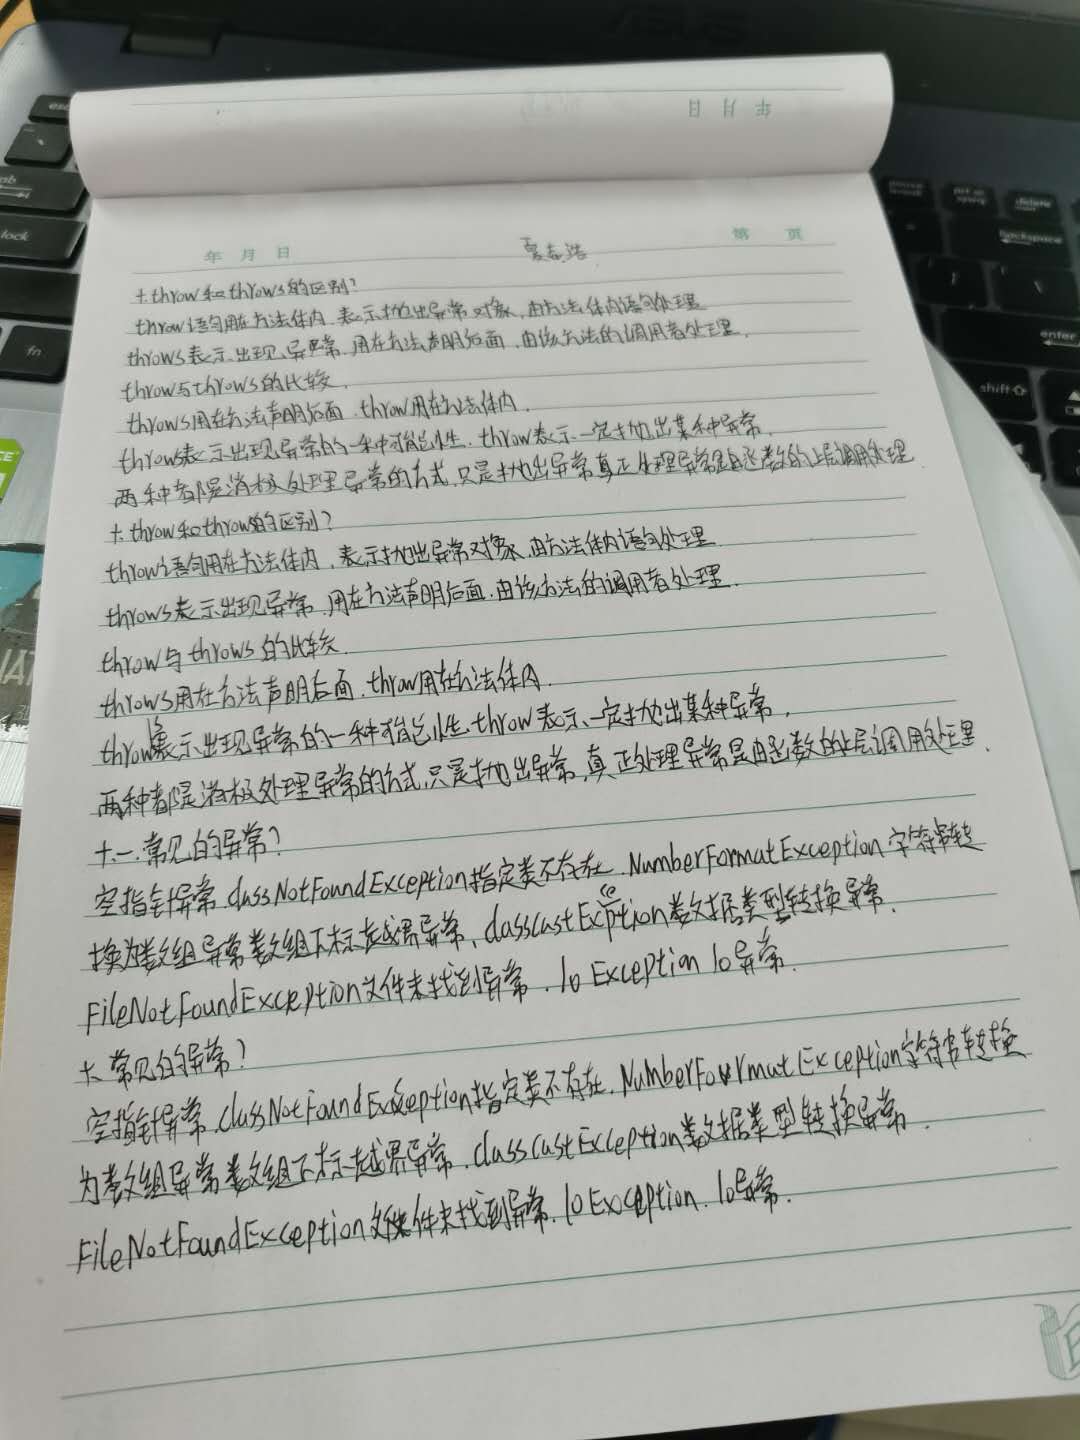 年 月 日
夏志浩
第 页
十.throw和throws的区别?
throw语句用在方法体内,表示抛出异常对象,由方法体内语句处理
throws表示出现异常,用在方法声明后面,由该方法的调用者处理.
throw与throws的比较.
throws用在方法声明后面,throw用在方法体内.
throws表示出现异常的一种可能性.throw表示一定抛出某种异常.
两种都是消极处理异常的方式,只是抛出异常真正处理异常是由函数的上层调用处理
十.throw和throw的区别?
throw语句用在方法体内,表示抛出异常对象,由方法体内语句处理
throws表示出现异常,用在方法声明后面.由该方法的调用者处理.
throw与throws的比较.
throws用在方法声明后面.throw用在方法体内.
throws表示出现异常的一种可能性.throw表示一定抛出某种异常.
两种都是消极处理异常的方式,只是抛出异常,真正处理异常是由函数的上层调用处理.
十一.常见的异常?
空指针异常.classNotFoundException指定类不存在.NumberFormatException字符串转
换为数组异常数组下标越界异常,classcastException数据类型转换异常.
FileNotFoundException文件未找到异常.IoException Io异常.
十.常见的异常?
空指针异常.classNotFoundException指定类不存在.NumberFormatException字符串转换
为数组异常数组下标越界异常.classcastException数据类型转换异常.
FileNotFoundException文件未找到异常.IoException.Io异常.
esc
lock
fn
backspace
enter
shift